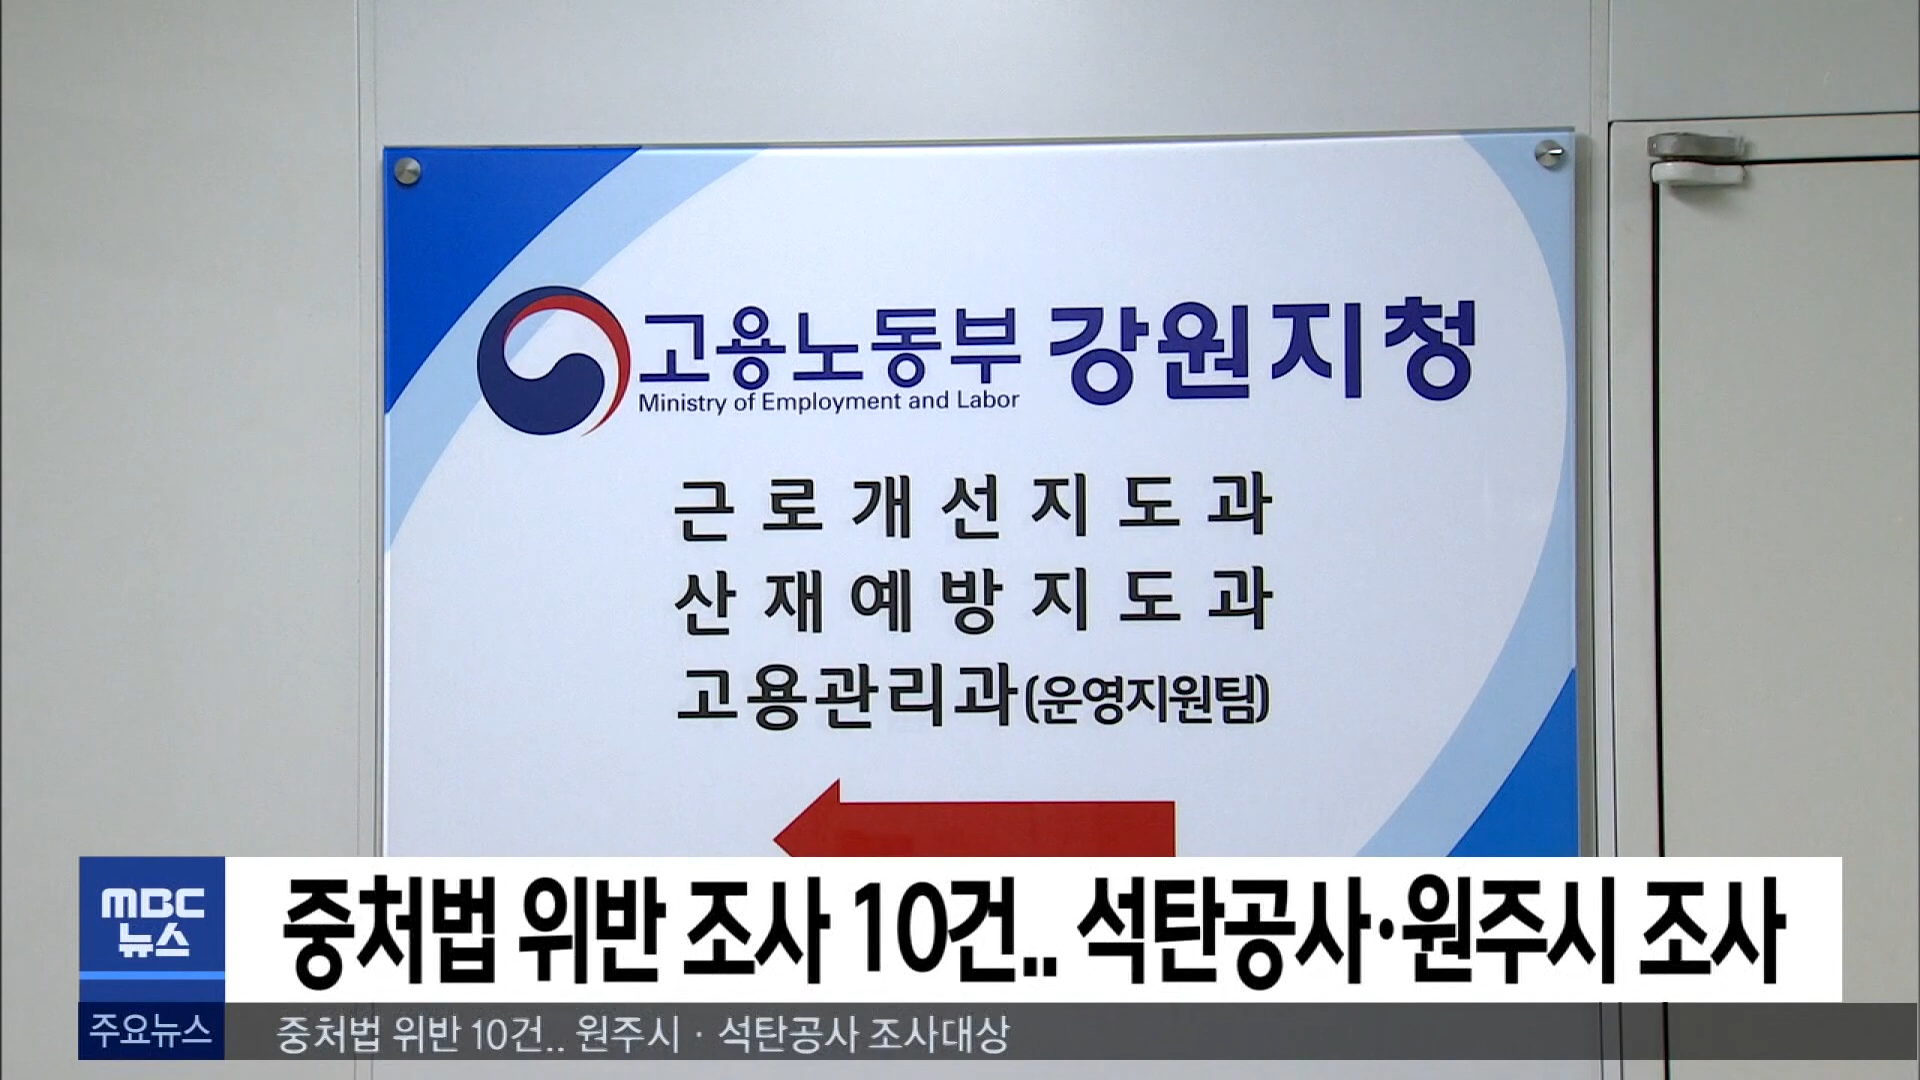 고용노동부 강원지청
Ministry of Employment and Labor
근로개선지도과
산재예방지도과
고용관리과(운영지원팀)
MBC
뉴스
중처법 위반 조사 10건.. 석탄공사·원주시 조사
주요뉴스
중처법 위반 10건.. 원주시 · 석탄공사 조사대상